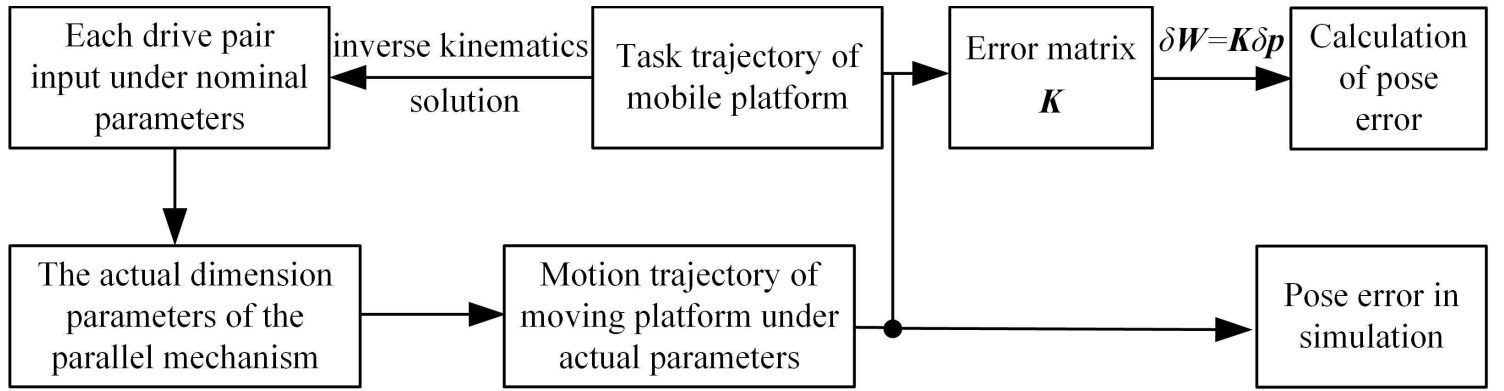 Each drive pair
input under nominal
parameters
inverse kinematics
solution
Task trajectory of
mobile platform
Error matrix
K
δW=Kδp
Calculation
of pose
error
The actual dimension
parameters of the
parallel mechanism
Motion trajectory of
moving platform under
actual parameters
Pose error in
simulation